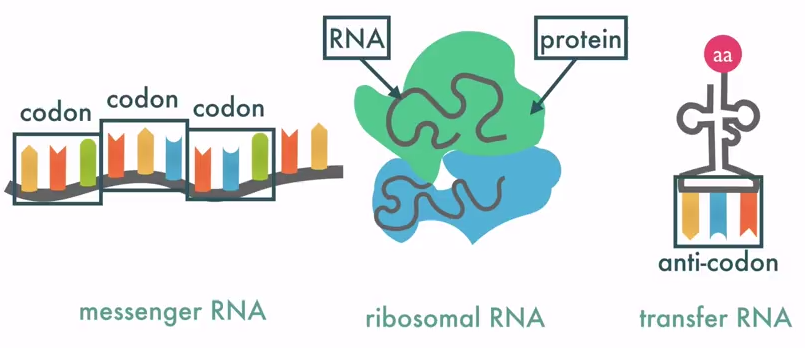 codon
codon
codon
messenger RNA
RNA
protein
ribosomal RNA
aa
anti-codon
transfer RNA